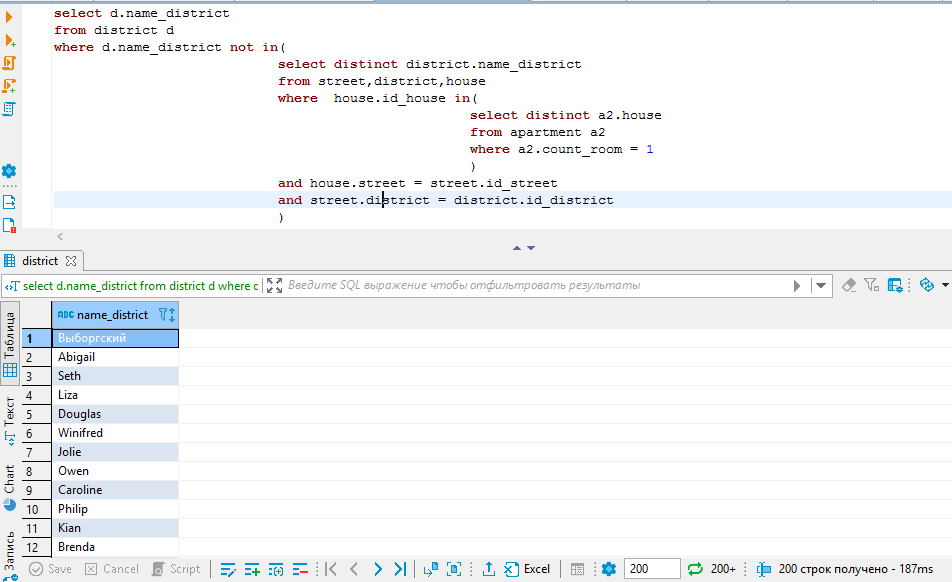 select d.name_district
from district d
where d.name_district not in(
select distinct district.name_district
from street,district,house
where  house.id_house in(
select distinct a2.house
from apartment a2
where a2.count_room = 1
)
and house.street = street.id_street
and street.district = district.id_district
)
district
select d.name_district from district d where c
Введите SQL выражение чтобы отфильтровать результаты
Таблица
Текст
Chart
Запись
ABC name_district
1 Выборгский
2 Abigail
3 Seth
4 Liza
5 Douglas
6 Winifred
7 Jolie
8 Owen
9 Caroline
10 Philip
11 Kian
12 Brenda
Save Cancel Script Excel 200 200+ 200 строк получено - 187ms